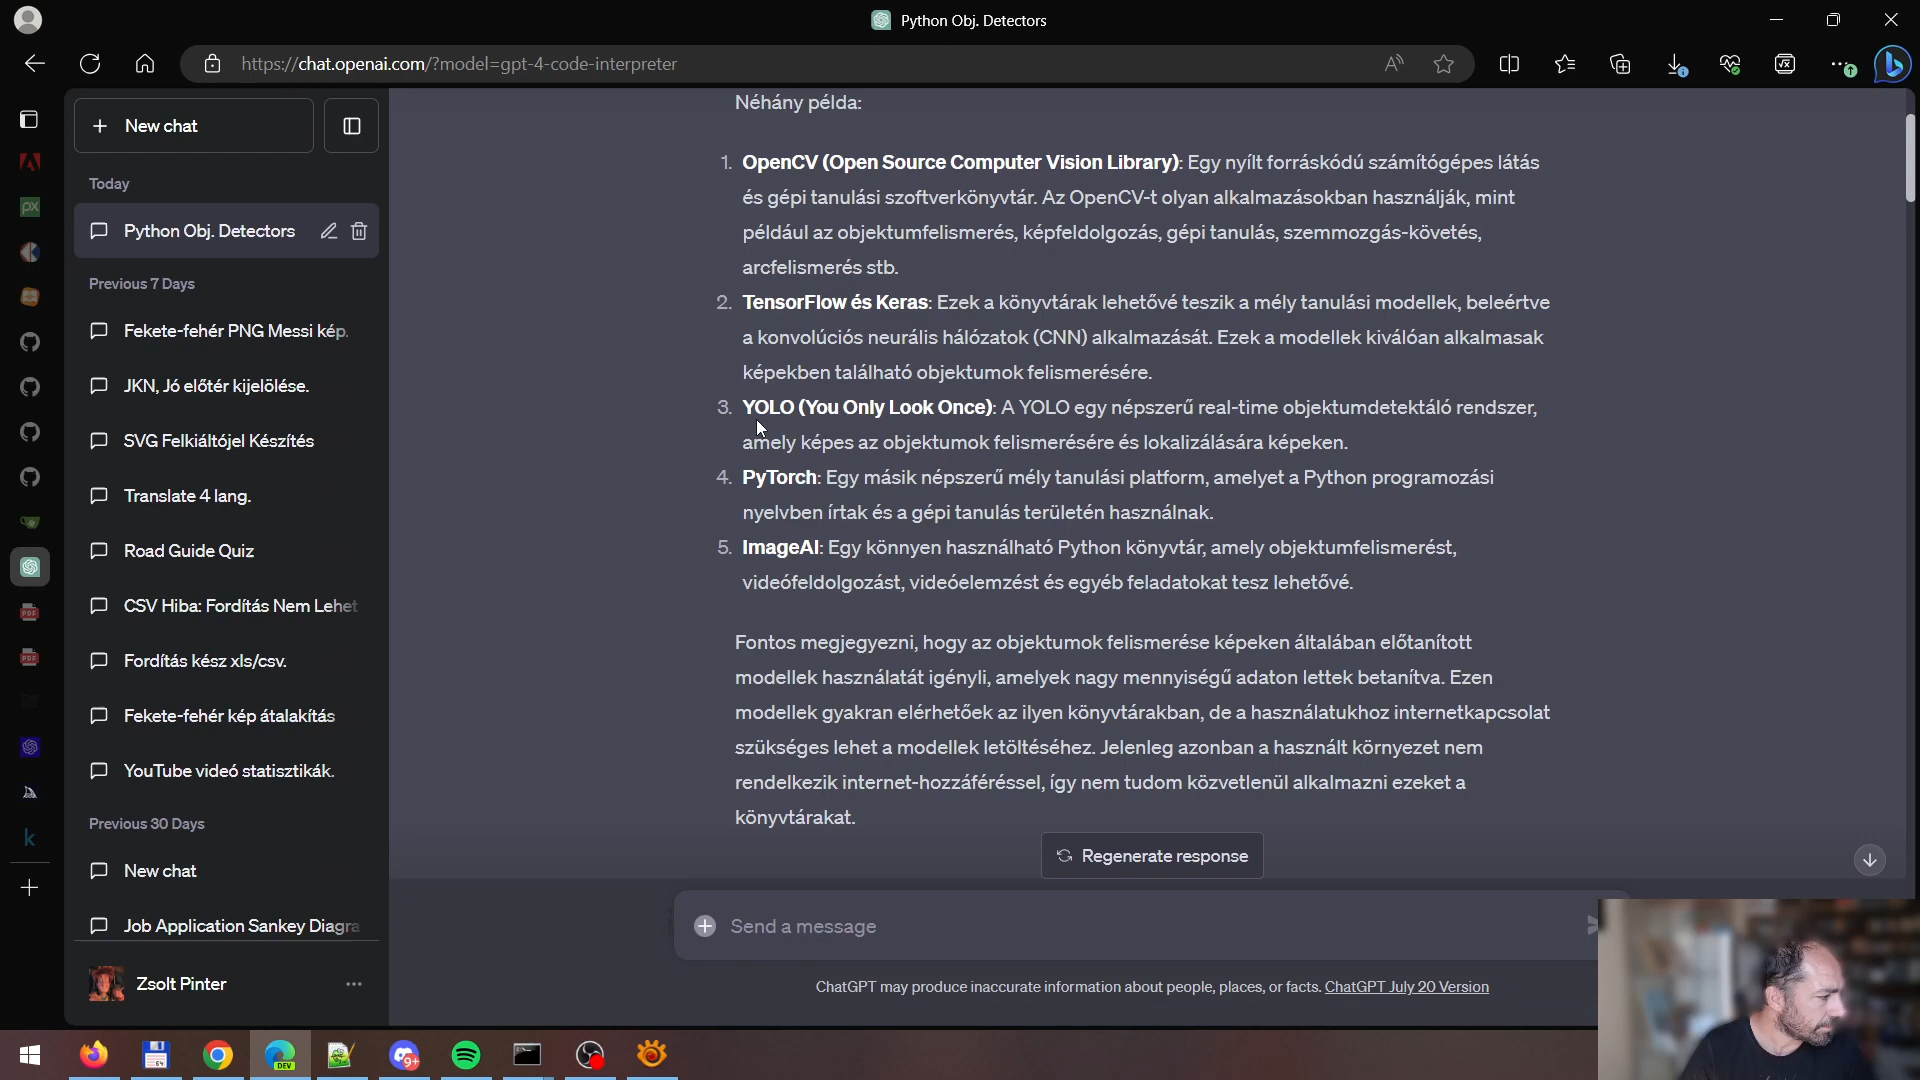 Python Obj. Detectors
https://chat.openai.com/?model=gpt-4-code-interpreter
New chat
Today
Python Obj. Detectors
Previous 7 Days
Fekete-fehér PNG Messi kép.
JKN, Jó előtér kijelölése.
SVG Felkiáltójel Készítés
Translate 4 lang.
Road Guide Quiz
CSV Hiba: Fordítás Nem Lehet
Fordítás kész xls/csv.
Fekete-fehér kép átalakítás
YouTube videó statisztikák.
Previous 30 Days
New chat
Job Application Sankey Diagra
Zsolt Pinter
Néhány példa:
1. OpenCV (Open Source Computer Vision Library): Egy nyílt forráskódú számítógépes látás
és gépi tanulási szoftverkönyvtár. Az OpenCV-t olyan alkalmazásokban használják, mint
például az objektumfelismerés, képfeldolgozás, gépi tanulás, szemmozgás-követés,
arcfelismerés stb.
2. TensorFlow és Keras: Ezek a könyvtárak lehetővé teszik a mély tanulási modellek, beleértve
a konvolúciós neurális hálózatok (CNN) alkalmazását. Ezek a modellek kiválóan alkalmasak
képekben található objektumok felismerésére.
3. YOLO (You Only Look Once): A YOLO egy népszerű real-time objektumdetektáló rendszer,
amely képes az objektumok felismerésére és lokalizálására képeken.
4. PyTorch: Egy másik népszerű mély tanulási platform, amelyet a Python programozási
nyelvben írtak és a gépi tanulás területén használnak.
5. ImageAI: Egy könnyen használható Python könyvtár, amely objektumfelismerést,
videófeldolgozást, videóelemzést és egyéb feladatokat tesz lehetővé.
Fontos megjegyezni, hogy az objektumok felismerése képeken általában előtanított
modellek használatát igényli, amelyek nagy mennyiségű adaton lettek betanítva. Ezen
modellek gyakran elérhetőek az ilyen könyvtárakban, de a használatukhoz internetkapcsolat
szükséges lehet a modellek letöltéséhez. Jelenleg azonban a használt környezet nem
rendelkezik internet-hozzáféréssel, így nem tudom közvetlenül alkalmazni ezeket a
könyvtárakat.
Regenerate response
Send a message
ChatGPT may produce inaccurate information about people, places, or facts. ChatGPT July 20 Version